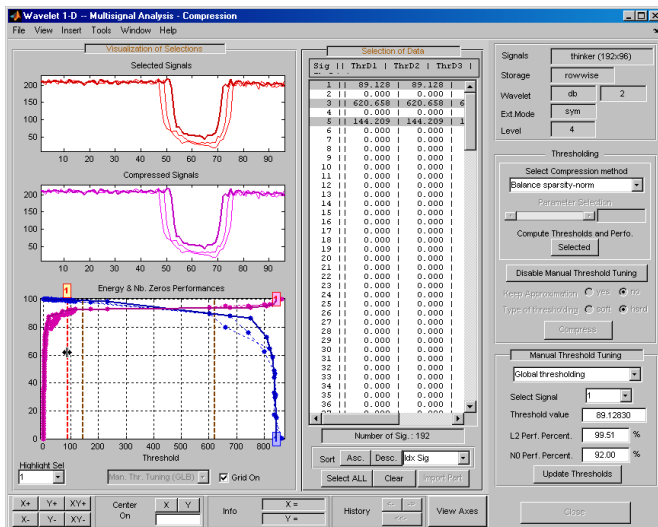 Wavelet 1-D -- Multisignal Analysis - Compression
File View Insert Tools Window Help
Visualization of Selections
Selected Signals
200
150
100
50
10 20 30 40 50 60 70 80 90
Compressed Signals
200
150
100
50
10 20 30 40 50 60 70 80 90
Energy & Nb. Zeros Performances
1
1
100
80
60
40
20
0
1
0 100 200 300 400 500 600 700 800
Threshold
Highlight Sel
1
Man. Thr. Tuning (GLB)
Grid On
Selection of Data
Sig || ThrD1 | ThrD2 | ThrD3 |
1 || 89.128 | 89.128 |
2 || 0.000 | 0.000 |
3 || 620.658 | 620.658 | 6
4 || 0.000 | 0.000 |
5 || 144.209 | 144.209 | 1
6 || 0.000 | 0.000 |
7 || 0.000 | 0.000 |
8 || 0.000 | 0.000 |
9 || 0.000 | 0.000 |
10 || 0.000 | 0.000 |
11 || 0.000 | 0.000 |
12 || 0.000 | 0.000 |
13 || 0.000 | 0.000 |
14 || 0.000 | 0.000 |
15 || 0.000 | 0.000 |
16 || 0.000 | 0.000 |
17 || 0.000 | 0.000 |
18 || 0.000 | 0.000 |
19 || 0.000 | 0.000 |
20 || 0.000 | 0.000 |
21 || 0.000 | 0.000 |
22 || 0.000 | 0.000 |
23 || 0.000 | 0.000 |
24 || 0.000 | 0.000 |
25 || 0.000 | 0.000 |
26 || 0.000 | 0.000 |
27 || 0.000 | 0.000 |
28 || 0.000 | 0.000 |
29 || 0.000 | 0.000 |
30 || 0.000 | 0.000 |
31 || 0.000 | 0.000 |
32 || 0.000 | 0.000 |
33 || 0.000 | 0.000 |
34 || 0.000 | 0.000 |
35 || 0.000 | 0.000 |
36 || 0.000 | 0.000 |
Number of Sig. : 192
Sort Asc. Desc. Idx Sig
Select ALL Clear Import Part
Signals thinker (192x96)
Storage rowwise
Wavelet db 2
Ext.Mode sym
Level 4
Thresholding
Select Compression method
Balance sparsity-norm
Parameter Selection
Compute Thresholds and Perfo.
Selected
Disable Manual Threshold Tuning
Keep Approximation yes no
Type of thresholding soft hard
Compress
Manual Threshold Tuning
Global thresholding
Select Signal 1
Threshold value 89.12830
L2 Perf. Percent. 99.51 %
N0 Perf. Percent. 92.00 %
Update Thresholds
X+ Y+ XY+
X- Y- XY-
Center On X Y
Info X = Y =
History <- -> <<-
View Axes
Close